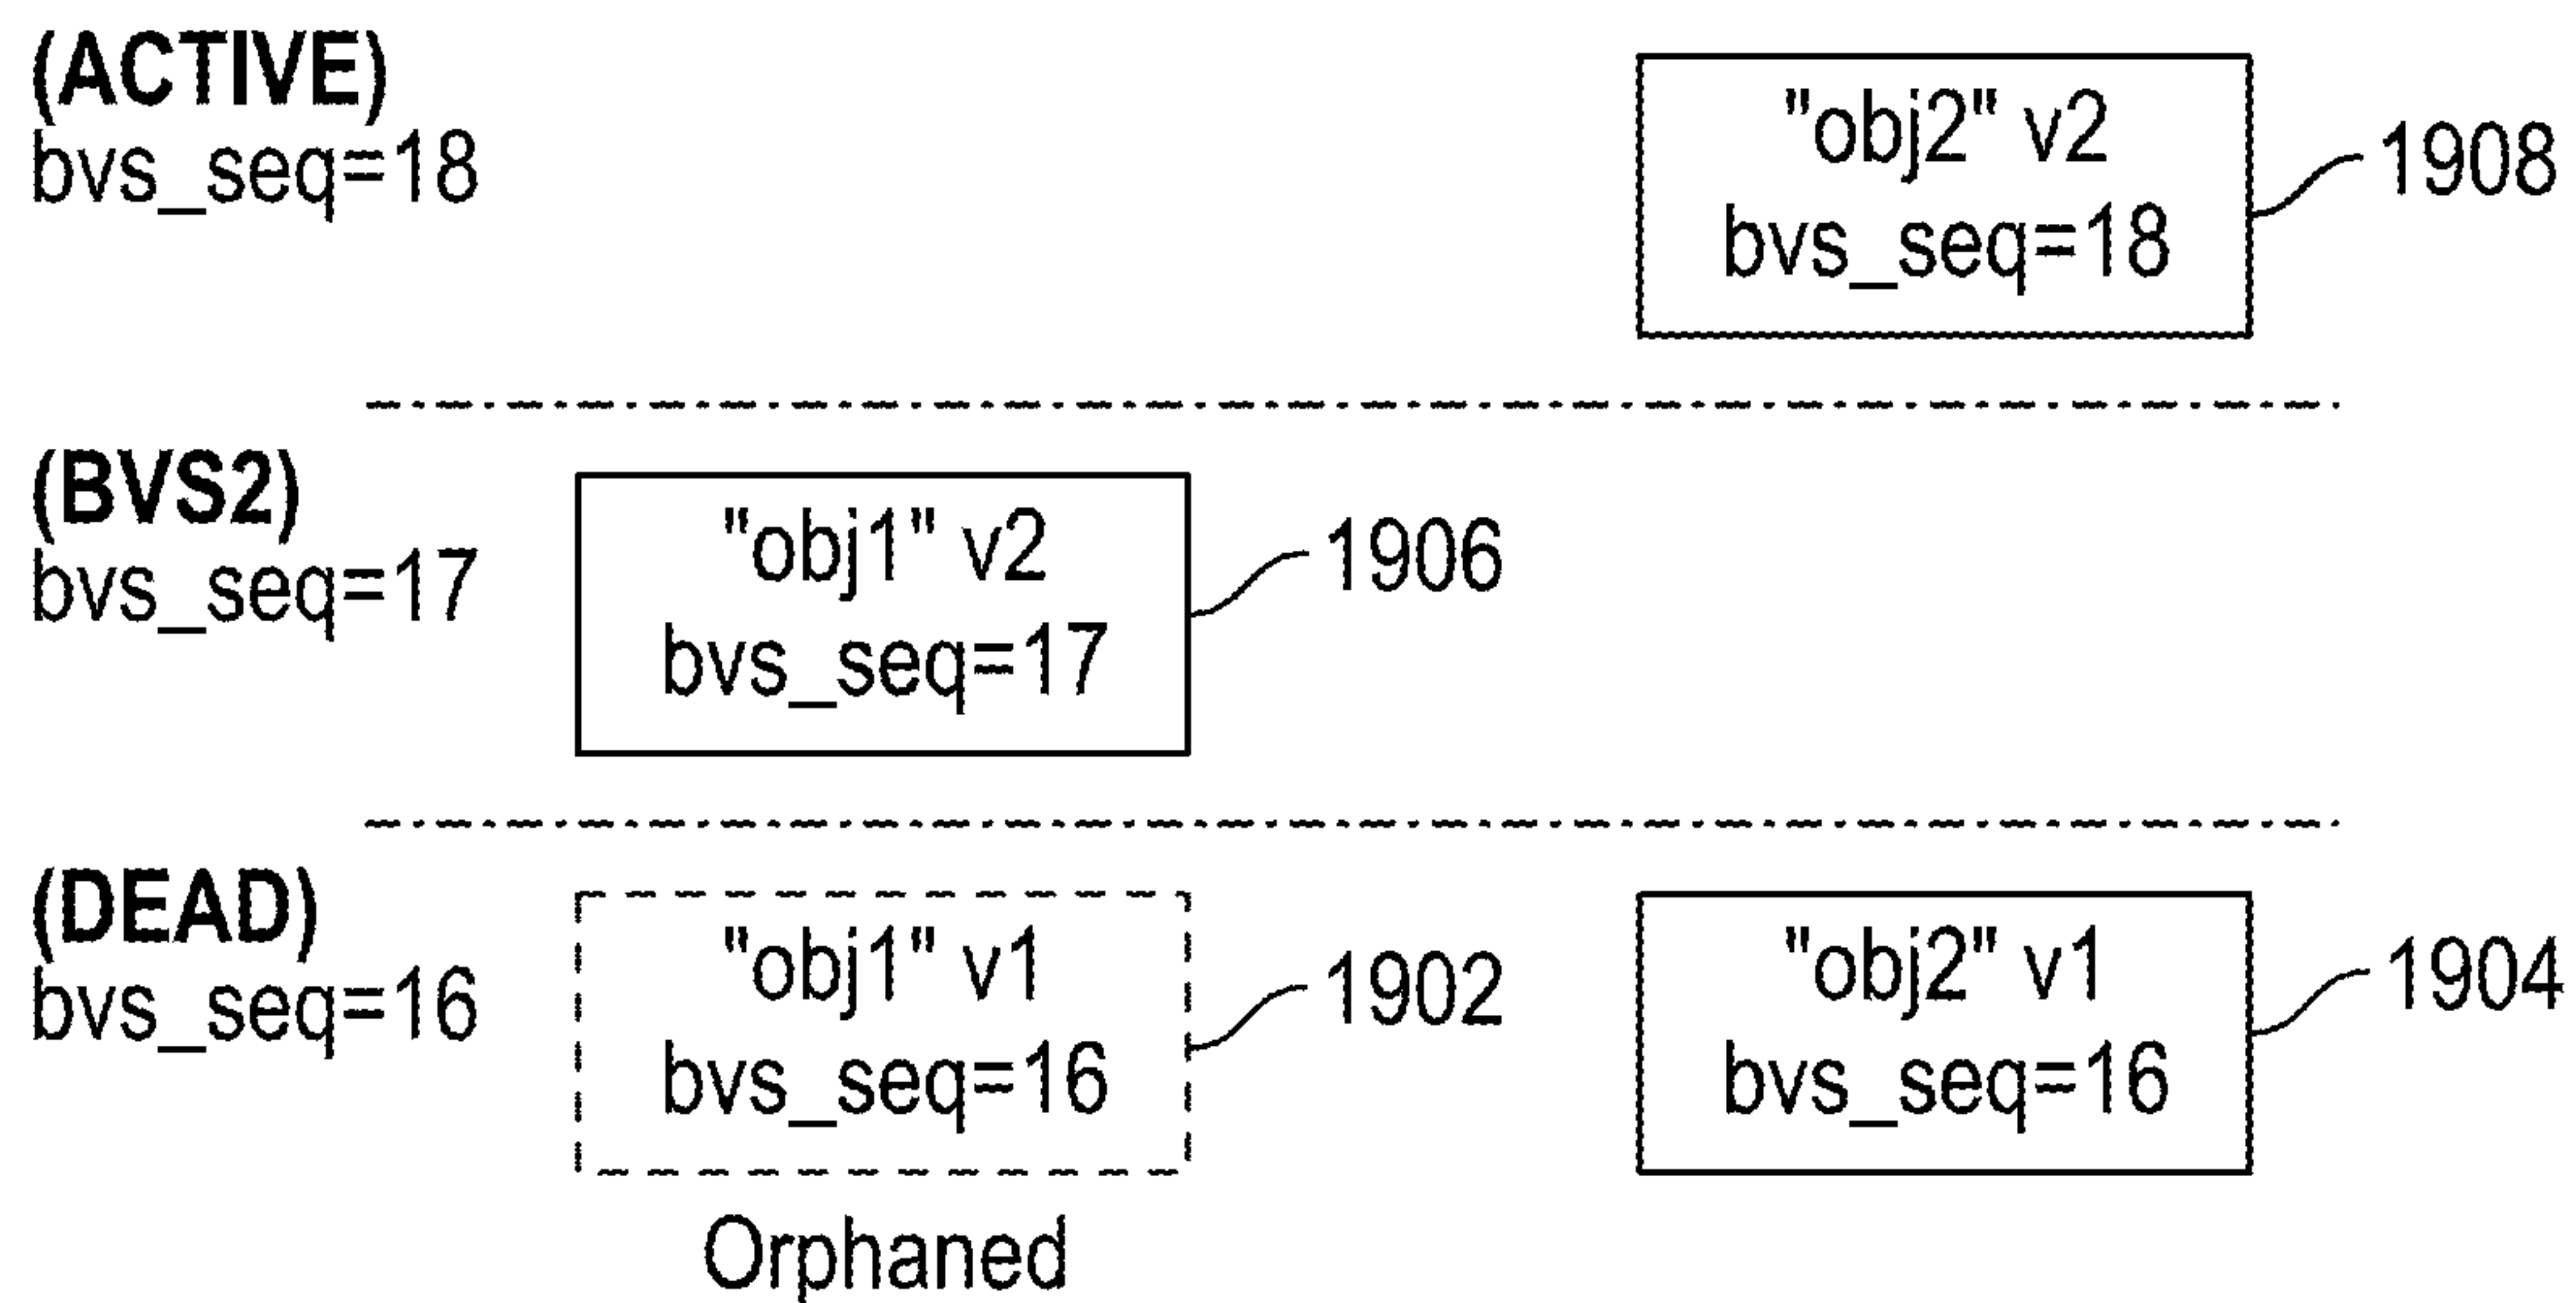 (ACTIVE)
bvs_seq=18
"obj2" v2
bvs_seq=18
1908
(BVS2)
bvs_seq=17
"obj1" v2
bvs_seq=17
1906
(DEAD)
bvs_seq=16
"obj1" v1
bvs_seq=16
1902
Orphaned
"obj2" v1
bvs_seq=16
1904